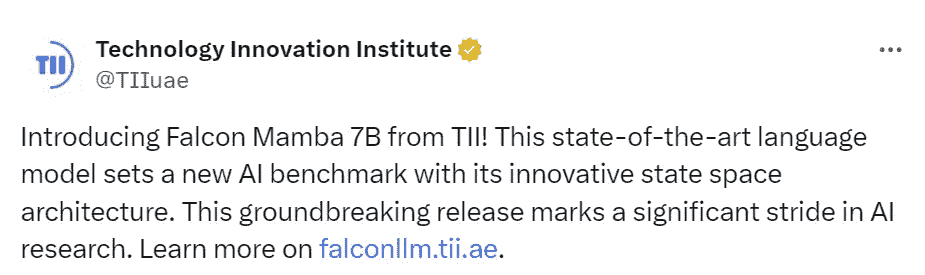 TII
Technology Innovation Institute
@TIIuae
Introducing Falcon Mamba 7B from TII! This state-of-the-art language
model sets a new AI benchmark with its innovative state space
architecture. This groundbreaking release marks a significant stride in AI
research. Learn more on falconllm.tii.ae.